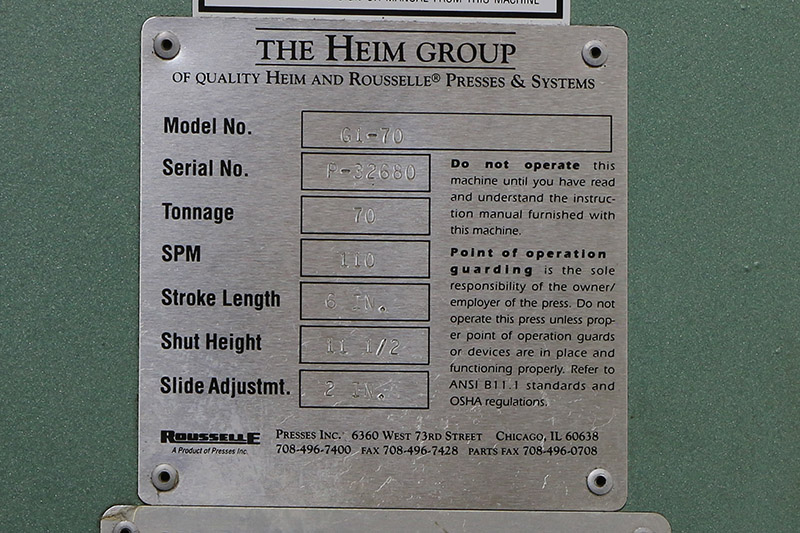 OR MANUAL FROM THIS MACHINE
THE HEIM GROUP
OF QUALITY HEIM AND ROUSSELLE® PRESSES & SYSTEMS
Model No. G1-70
Serial No. P-32680
Tonnage 70
SPM 110
Stroke Length 6 IN.
Shut Height 11 1/2
Slide Adjustmt. 2 IN.
Do not operate this
machine until you have read
and understand the instruc-
tion manual furnished with
this machine.
Point of operation
guarding is the sole
responsibility of the owner/
employer of the press. Do not
operate this press unless prop-
er point of operation guards
or devices are in place and
functioning properly. Refer to
ANSI B11.1 standards and
OSHA regulations.
ROUSSELLE
A Product of Presses Inc.
PRESSES INC. 6360 WEST 73RD STREET CHICAGO, IL 60638
708-496-7400 FAX 708-496-7428 PARTS FAX 708-496-0708